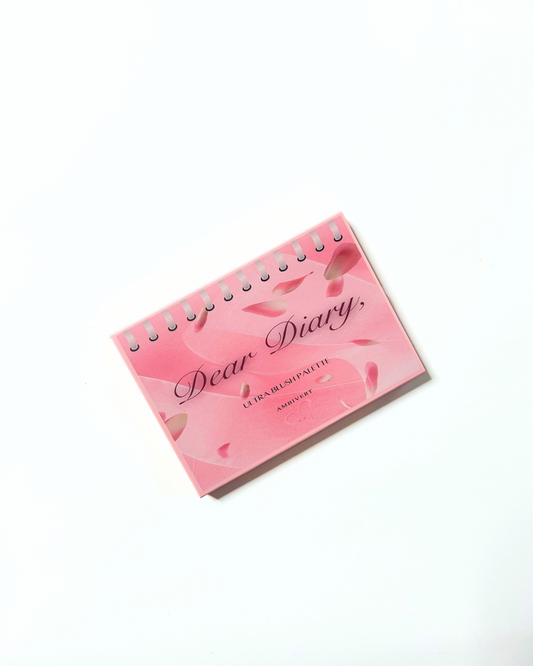 Dear Diary,
ULTRA BLUSH PALETTE
AMBIVERT